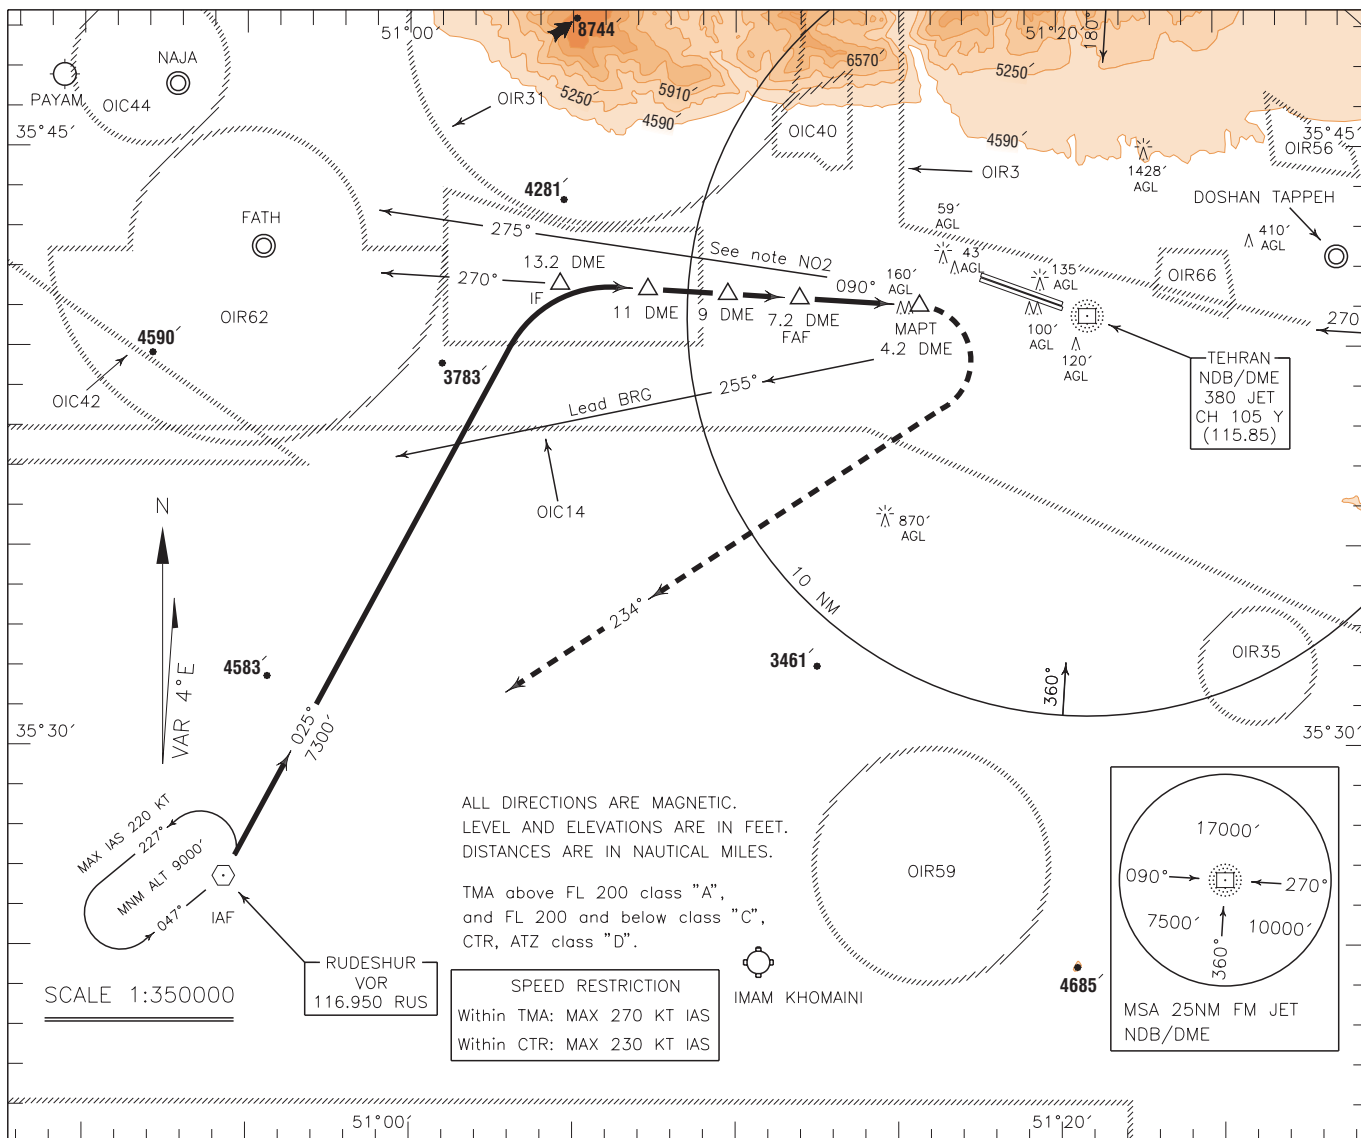 51°00′
8744′
51°20′
180°
NAJA
PAYAM
OIC44
OIR31
6570′
5910′
5250′
4590′
5250′
4590′
35°45′
35°45′
OIC40
OIR56
OIR3
1428′
AGL
4281′
DOSHAN TAPPEH
FATH
59′
AGL
410′
AGL
275°
See note NO2
43′
AGL
13.2 DME
270°
IF
090°
160′
AGL
135′
AGL
OIR66
OIR62
11 DME
9 DME
7.2 DME
FAF
MAPT
4.2 DME
100′
AGL
120′
AGL
270°
4590′
3783′
TEHRAN
NDB/DME
380 JET
CH 105 Y
(115.85)
OIC42
Lead BRG
255°
OIC14
N
870′
AGL
10 NM
234°
VAR 4°E
4583′
3461′
OIR35
360°
025°
7300′
35°30′
35°30′
MAX IAS 220 KT
227°
MNM ALT 9000′
047°
IAF
ALL DIRECTIONS ARE MAGNETIC.
LEVEL AND ELEVATIONS ARE IN FEET.
DISTANCES ARE IN NAUTICAL MILES.
TMA above FL 200 class "A",
and FL 200 and below class "C",
CTR, ATZ class "D".
OIR59
17000′
090°
270°
7500′
10000′
360°
MSA 25NM FM JET
NDB/DME
RUDESHUR
VOR
116.950 RUS
SCALE 1:350000
SPEED RESTRICTION
Within TMA: MAX 270 KT IAS
Within CTR: MAX 230 KT IAS
IMAM KHOMAINI
4685′
51°00′
51°20′